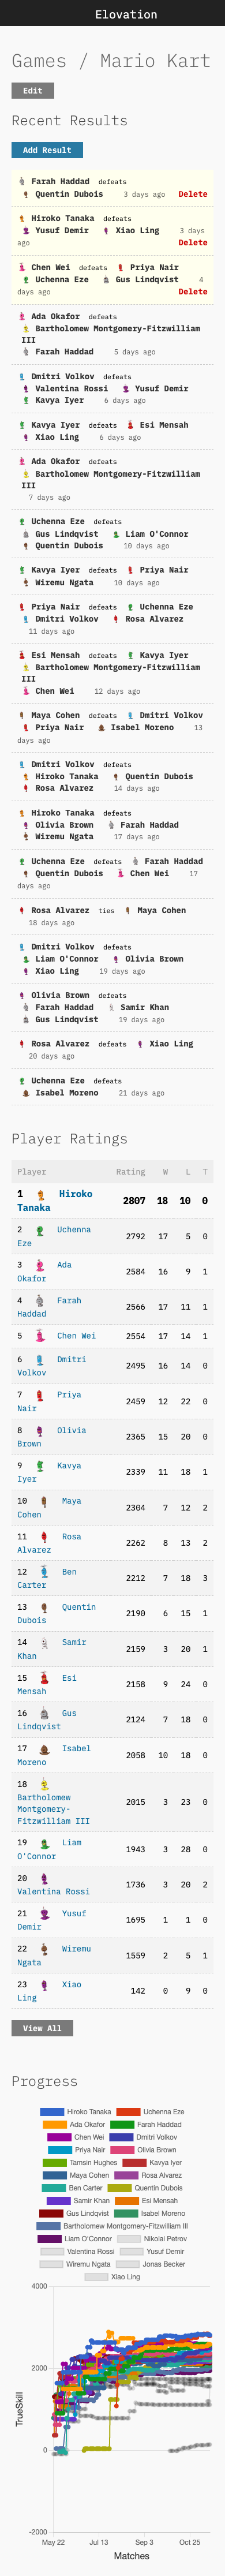 Elovation
Games / Mario Kart
Edit
Recent Results
Add Result
Farah Haddad defeats
Quentin Dubois 3 days ago Delete
Hiroko Tanaka defeats
Yusuf Demir Xiao Ling 3 days
ago Delete
Chen Wei defeats Priya Nair
Uchenna Eze Gus Lindqvist 4
days ago Delete
Ada Okafor defeats
Bartholomew Montgomery-Fitzwilliam
III
Farah Haddad 5 days ago
Dmitri Volkov defeats
Valentina Rossi Yusuf Demir
Kavya Iyer 6 days ago
Kavya Iyer defeats Esi Mensah
Xiao Ling 6 days ago
Ada Okafor defeats
Bartholomew Montgomery-Fitzwilliam
III
7 days ago
Uchenna Eze defeats
Gus Lindqvist Liam O'Connor
Quentin Dubois 10 days ago
Kavya Iyer defeats Priya Nair
Wiremu Ngata 10 days ago
Priya Nair defeats Uchenna Eze
Dmitri Volkov Rosa Alvarez
11 days ago
Esi Mensah defeats Kavya Iyer
Bartholomew Montgomery-Fitzwilliam
III
Chen Wei 12 days ago
Maya Cohen defeats Dmitri Volkov
Priya Nair Isabel Moreno 13
days ago
Dmitri Volkov defeats
Hiroko Tanaka Quentin Dubois
Rosa Alvarez 14 days ago
Hiroko Tanaka defeats
Olivia Brown Farah Haddad
Wiremu Ngata 17 days ago
Uchenna Eze defeats Farah Haddad
Quentin Dubois Chen Wei 17
days ago
Rosa Alvarez ties Maya Cohen
18 days ago
Dmitri Volkov defeats
Liam O'Connor Olivia Brown
Xiao Ling 19 days ago
Olivia Brown defeats
Farah Haddad Samir Khan
Gus Lindqvist 19 days ago
Rosa Alvarez defeats Xiao Ling
20 days ago
Uchenna Eze defeats
Isabel Moreno 21 days ago
Player Ratings
Player Rating W L T
1 Hiroko Tanaka 2807 18 10 0
2 Uchenna Eze 2792 17 5 0
3 Ada Okafor 2584 16 9 1
4 Farah Haddad 2566 17 11 1
5 Chen Wei 2554 17 14 1
6 Dmitri Volkov 2495 16 14 0
7 Priya Nair 2459 12 22 0
8 Olivia Brown 2365 15 20 0
9 Kavya Iyer 2339 11 18 1
10 Maya Cohen 2304 7 12 2
11 Rosa Alvarez 2262 8 13 2
12 Ben Carter 2212 7 18 3
13 Quentin Dubois 2190 6 15 1
14 Samir Khan 2159 3 20 1
15 Esi Mensah 2158 9 24 0
16 Gus Lindqvist 2124 7 18 0
17 Isabel Moreno 2058 10 18 0
18 Bartholomew Montgomery-Fitzwilliam III 2015 3 23 0
19 Liam O'Connor 1943 3 28 0
20 Valentina Rossi 1736 3 20 2
21 Yusuf Demir 1695 1 1 0
22 Wiremu Ngata 1559 2 5 1
23 Xiao Ling 142 0 9 0
View All
Progress
Hiroko Tanaka Uchenna Eze
Ada Okafor Farah Haddad
Chen Wei Dmitri Volkov
Priya Nair Olivia Brown
Tamsin Hughes Kavya Iyer
Maya Cohen Rosa Alvarez
Ben Carter Quentin Dubois
Samir Khan Esi Mensah
Gus Lindqvist Isabel Moreno
Bartholomew Montgomery-Fitzwilliam III
Liam O'Connor Nikolai Petrov
Valentina Rossi Yusuf Demir
Wiremu Ngata Jonas Becker
Xiao Ling
4000
2000
0
-2000
TrueSkill
May 22 Jul 13 Sep 3 Oct 25
Matches